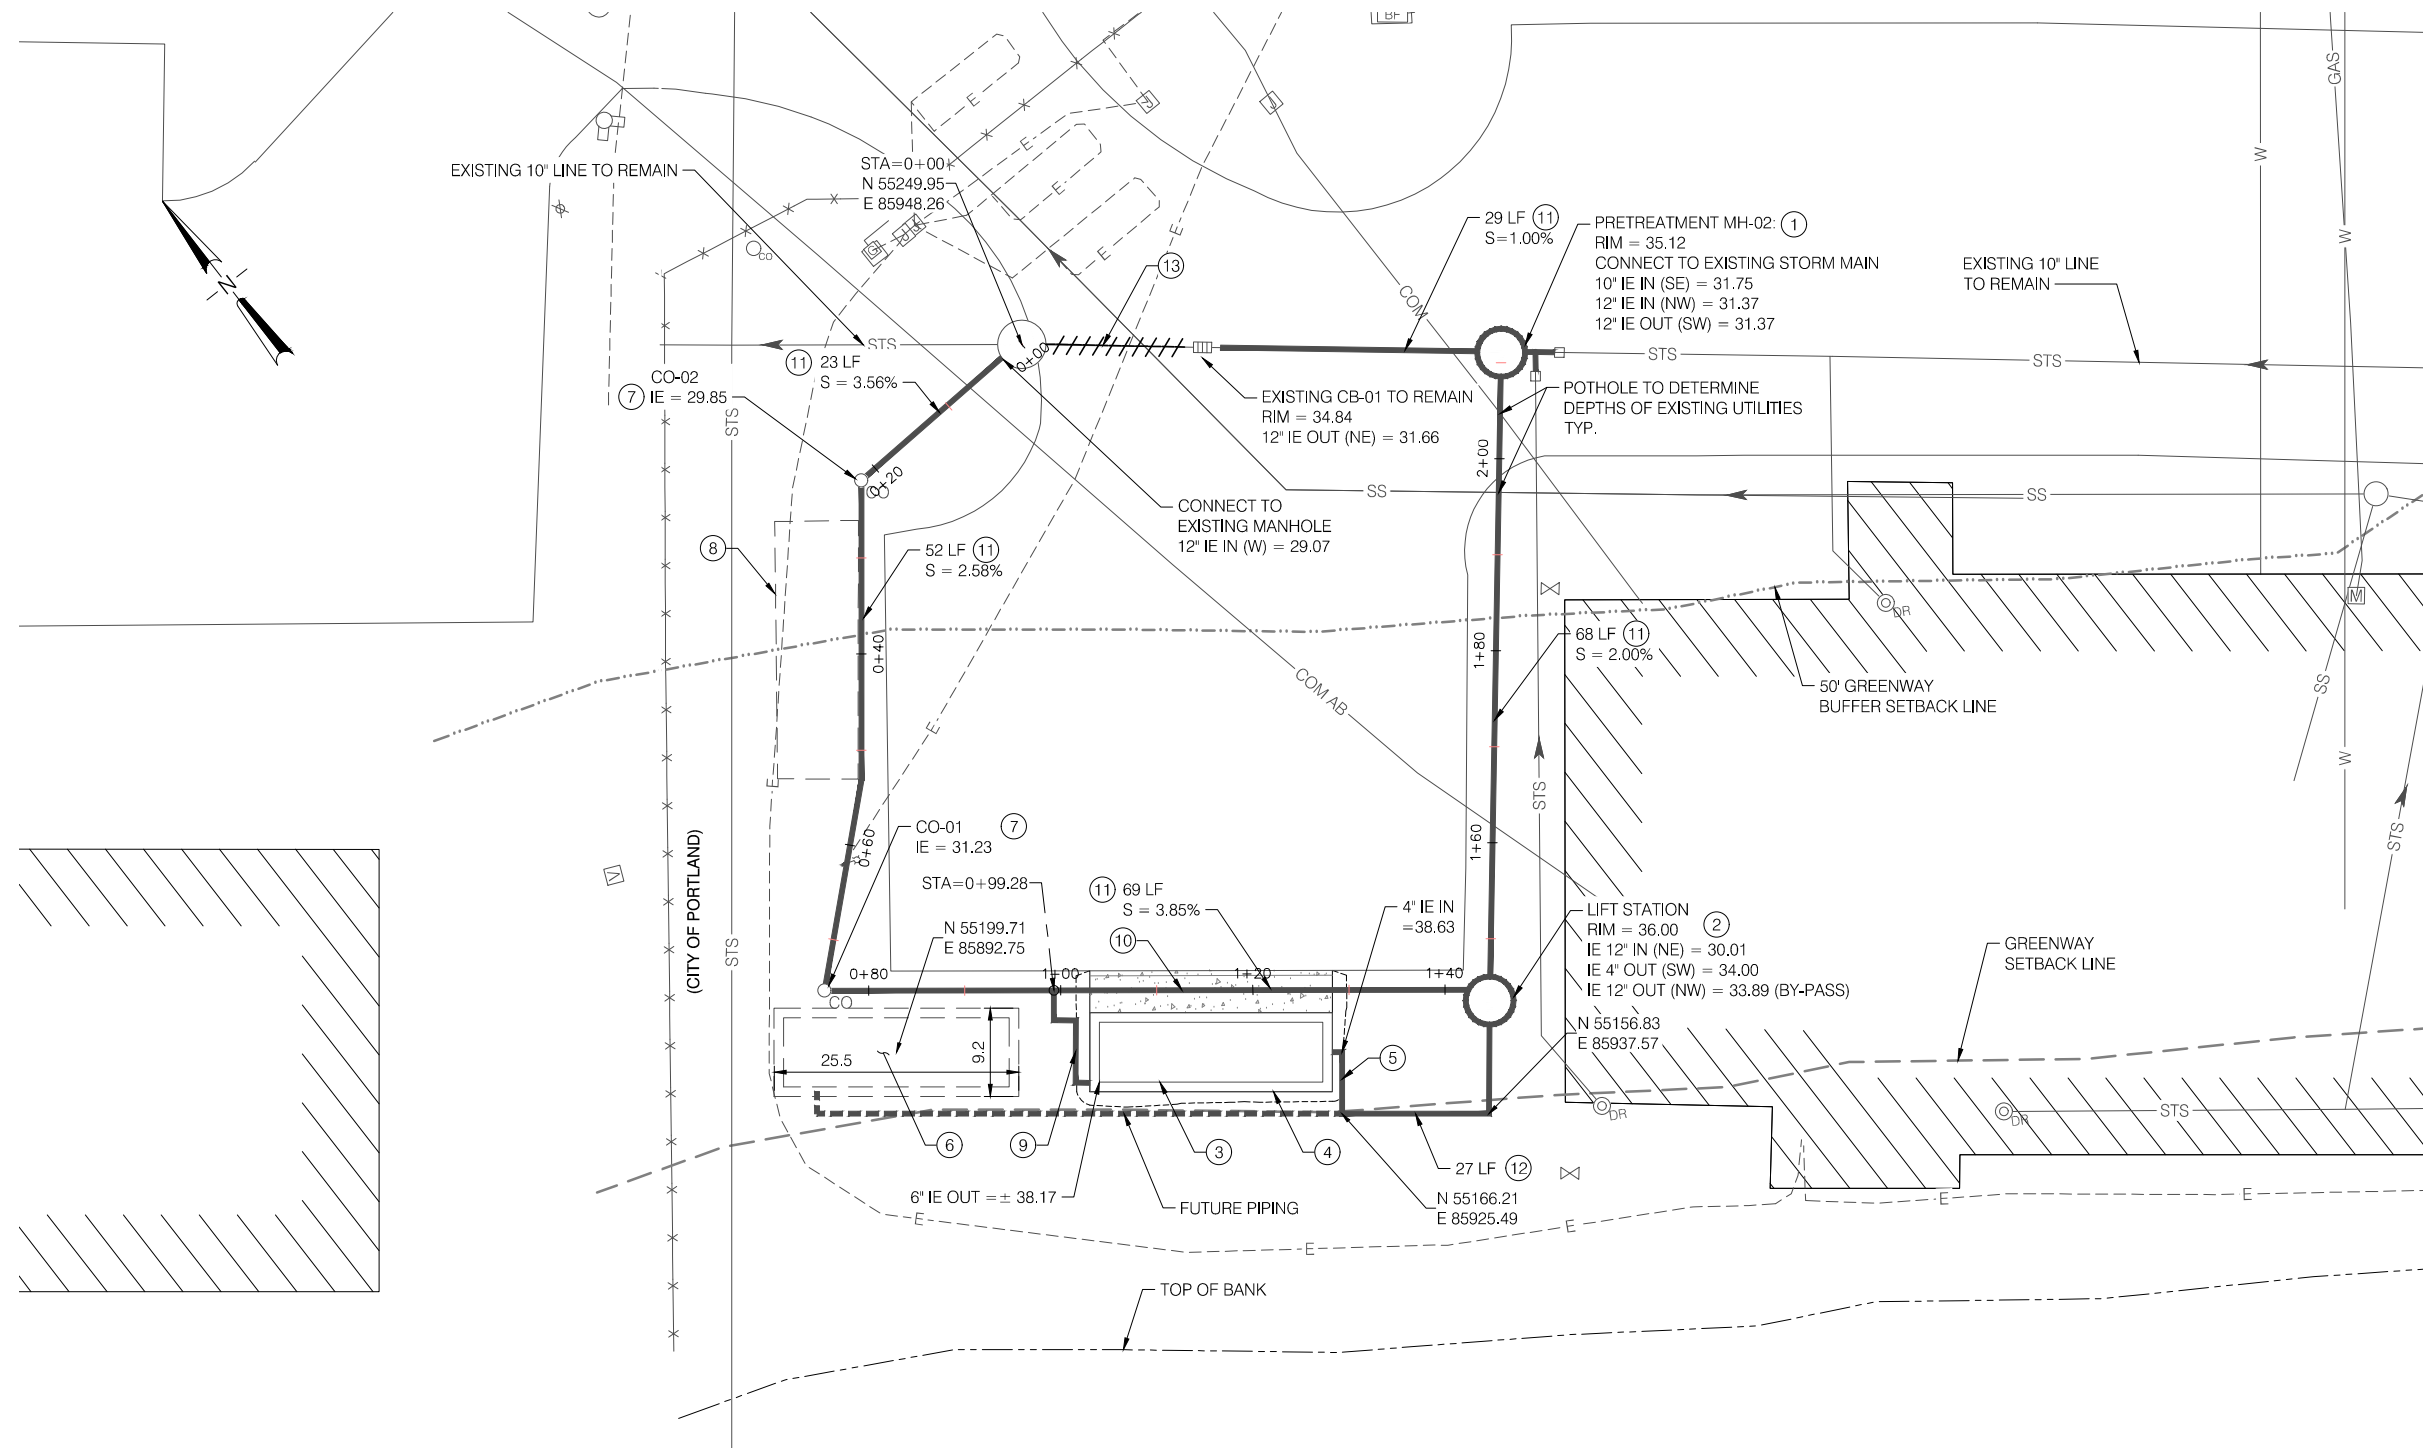 BF
GAS
W
EXISTING 10" LINE TO REMAIN
STA=0+00
N 55249.95
E 85948.26
E
E
E
E
E
J
J
G
J
J
CO
N
13
29 LF 11
S=1.00%
PRETREATMENT MH-02: 1
RIM = 35.12
CONNECT TO EXISTING STORM MAIN
10" IE IN (SE) = 31.75
12" IE IN (NW) = 31.37
12" IE OUT (SW) = 31.37
EXISTING 10" LINE
TO REMAIN
W
COM
STS
0+00
STS
STS
11 23 LF
S = 3.56%
CO-02
7 IE = 29.85
STS
EXISTING CB-01 TO REMAIN
RIM = 34.84
12" IE OUT (NE) = 31.66
POTHOLE TO DETERMINE
DEPTHS OF EXISTING UTILITIES
TYP.
2+00
0+20
CO
SS
SS
CONNECT TO
EXISTING MANHOLE
12" IE IN (W) = 29.07
8
52 LF 11
S = 2.58%
DR
M
0+40
COM AB
1+80
68 LF 11
S = 2.00%
50' GREENWAY
BUFFER SETBACK LINE
SS
E
E
STS
W
STS
V
(CITY OF PORTLAND)
STS
0+60
1+60
CO-01 7
IE = 31.23
STA=0+99.28
11 69 LF
S = 3.85%
10
4" IE IN
=38.63
LIFT STATION
RIM = 36.00 2
IE 12" IN (NE) = 30.01
IE 4" OUT (SW) = 34.00
IE 12" OUT (NW) = 33.89 (BY-PASS)
N 55199.71
E 85892.75
GREENWAY
SETBACK LINE
0+80
1+00
1+20
1+40
CO
N 55156.83
E 85937.57
25.5
9.2
5
DR
DR
STS
6
9
3
4
27 LF 12
6" IE OUT = ± 38.17
FUTURE PIPING
N 55166.21
E 85925.49
E
E
E
E
E
TOP OF BANK